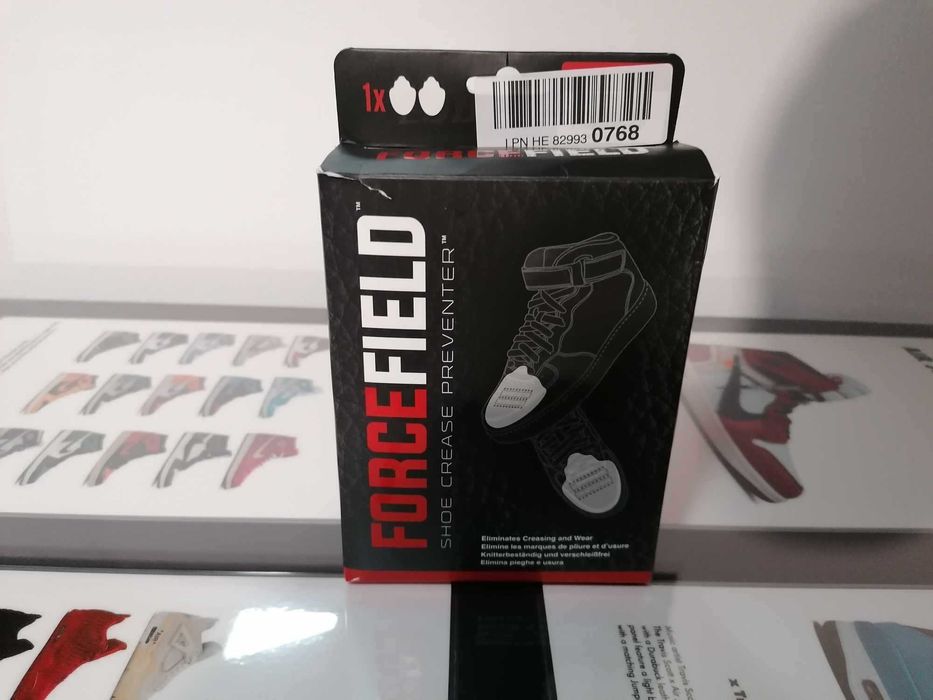 1x
LPN HE 82993 0768
FORCEFIELD
FORCEFIELD™
SHOE CREASE PREVENTER™
Eliminates Creasing and Wear
Elimine les marques de pliure et d'usure
Knitterbeständig und verschleißfrei
Elimina pieghe e usura